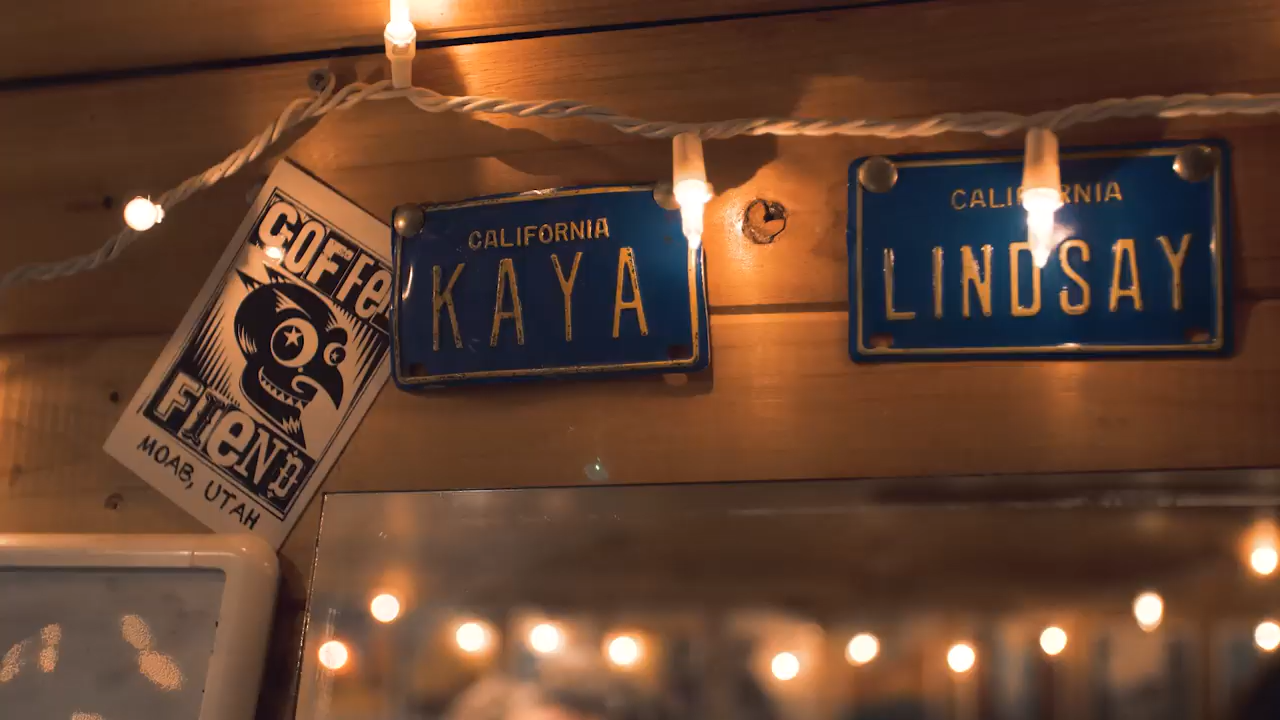 COFFEE
FIEND
MOAB, UTAH
CALIFORNIA
KAYA
CALIFORNIA
LINDSAY